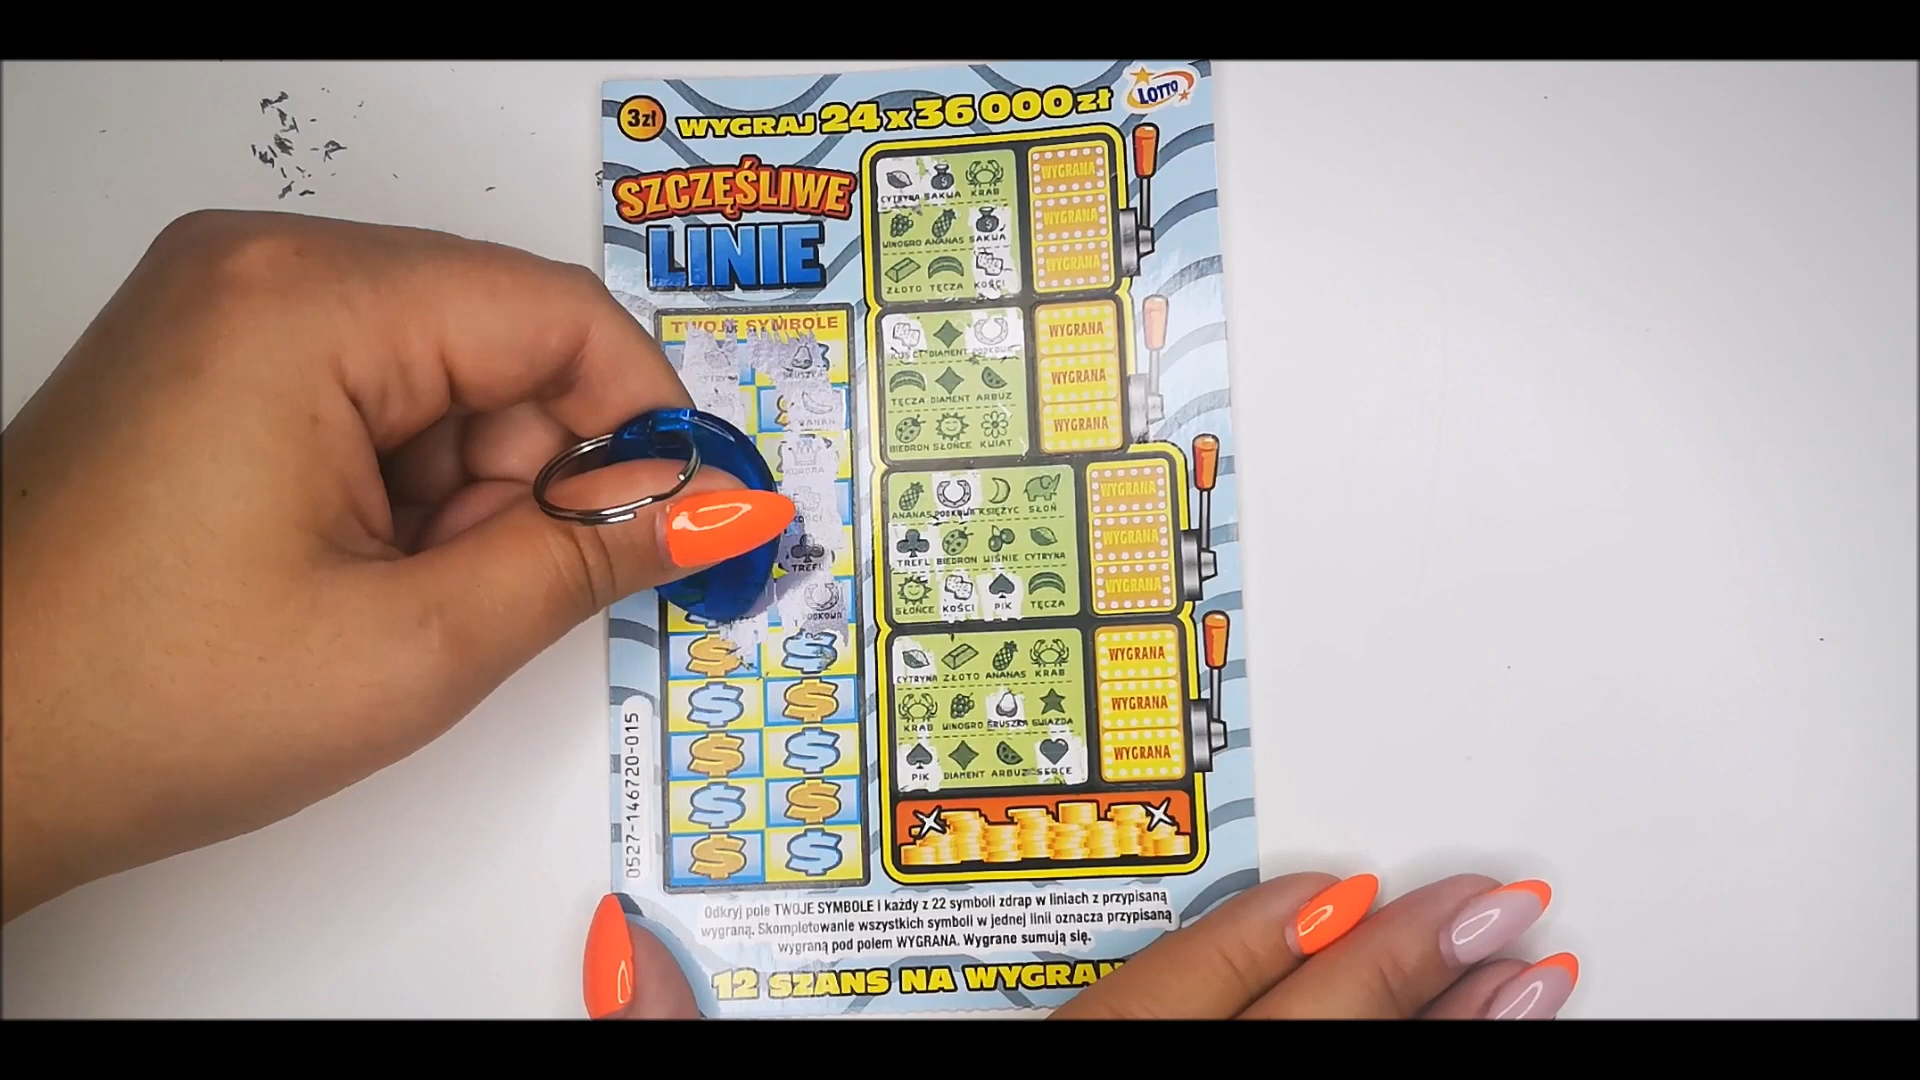 3zł
WYGRAJ 24 x 36 000 zł
LOTTO
SZCZĘŚLIWE
LINIE
TWOJE SYMBOLE
GRUSZKA
BANAN
KORONA
KOŚCI
TREFL
PODKOWA
CYTRYNA SAKWA KRAB
WINOGRO ANANAS SAKWA
ZŁOTO TĘCZA KOŚCI
WYGRANA
WYGRANA
WYGRANA
KOŚCI DIAMENT PODKOWA
TĘCZA DIAMENT ARBUZ
BIEDRON SŁOŃCE KWIAT
WYGRANA
WYGRANA
WYGRANA
ANANAS PODKOWA KSIĘŻYC SŁOŃ
TREFL BIEDRON WIŚNIE CYTRYNA
SŁOŃCE KOŚCI PIK TĘCZA
WYGRANA
WYGRANA
WYGRANA
CYTRYNA ZŁOTO ANANAS KRAB
KRAB WINOGRO GRUSZKA GWIAZDA
PIK DIAMENT ARBUZ SERCE
WYGRANA
WYGRANA
WYGRANA
0527-146720-015
Odkryj pole TWOJE SYMBOLE i każdy z 22 symboli zdrap w liniach z przypisaną
wygraną. Skompletowanie wszystkich symboli w jednej linii oznacza przypisaną
wygraną pod polem WYGRANA. Wygrane sumują się.
12 SZANS NA WYGRAN